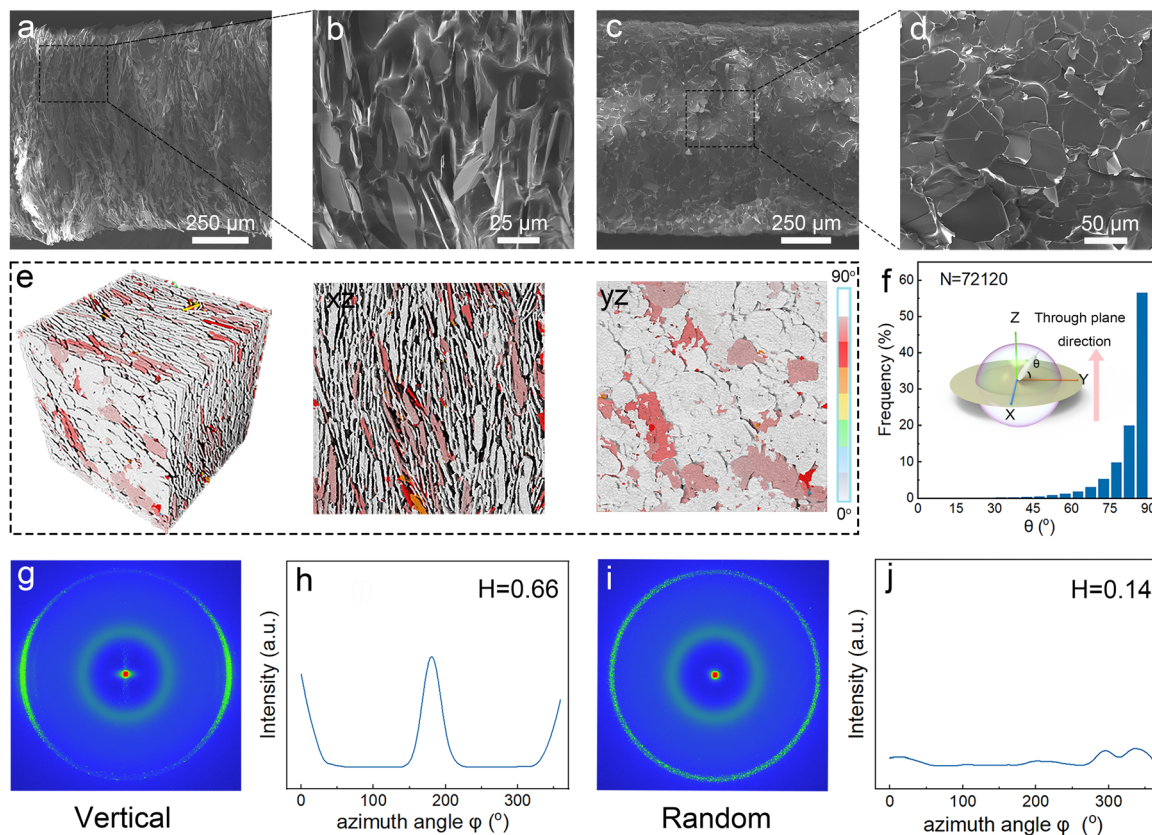 a
250 μm
b
25 μm
c
250 μm
d
50 μm
e
xz
yz
90°
0°
f
N=72120
Frequency (%)
60
50
40
30
20
10
0
0 15 30 45 60 75 90
θ (°)
Z
θ
Y
X
Through plane
direction
g
Vertical
h
H=0.66
Intensity (a.u.)
0 100 200 300
azimuth angle φ (°)
i
Random
j
H=0.14
Intensity (a.u.)
0 100 200 300
azimuth angle φ (°)